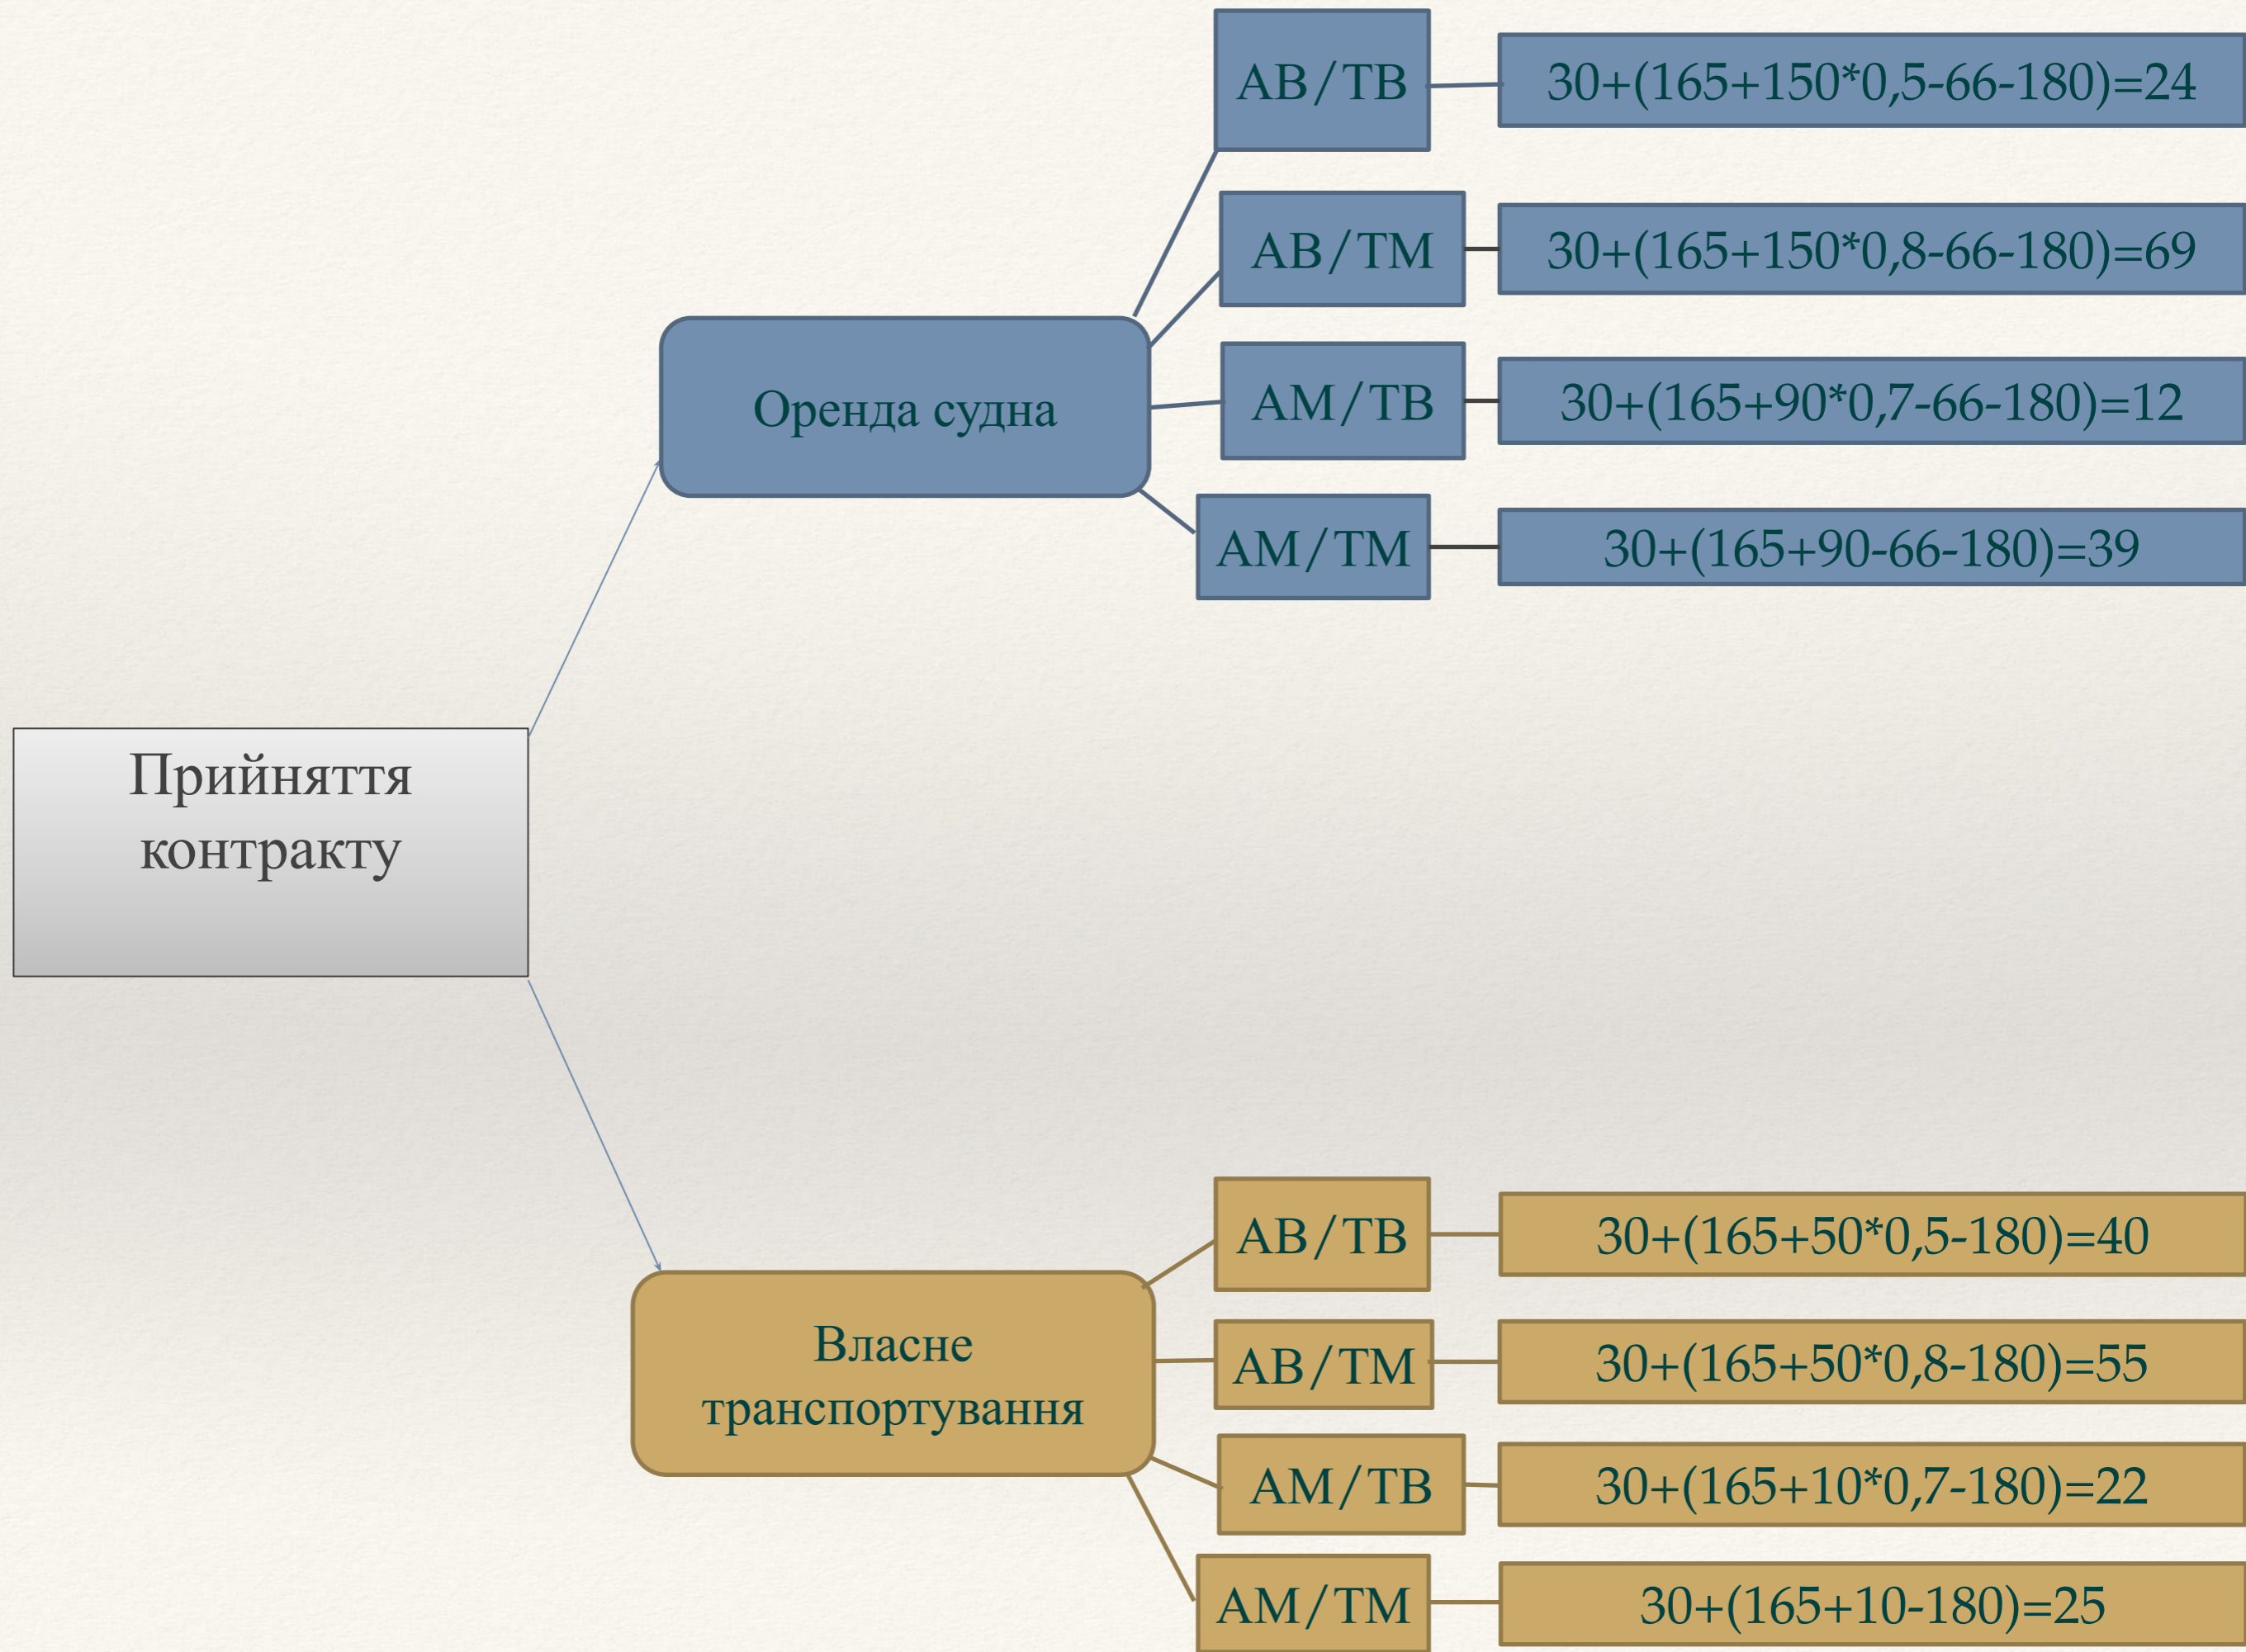 АВ/ТВ
30+(165+150*0,5-66-180)=24
АВ/ТМ
30+(165+150*0,8-66-180)=69
Оренда судна
АМ/ТВ
30+(165+90*0,7-66-180)=12
АМ/ТМ
30+(165+90-66-180)=39
Прийняття
контракту
АВ/ТВ
30+(165+50*0,5-180)=40
Власне
транспортування
АВ/ТМ
30+(165+50*0,8-180)=55
АМ/ТВ
30+(165+10*0,7-180)=22
АМ/ТМ
30+(165+10-180)=25